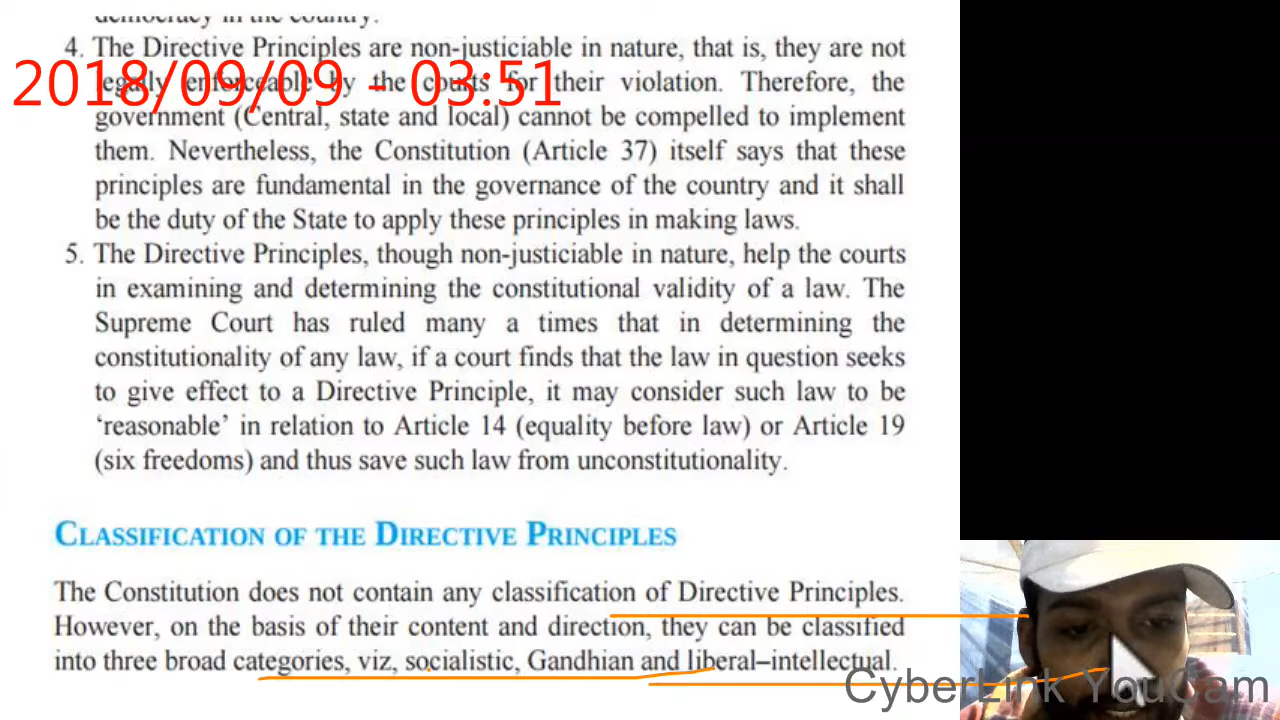 democracy in the country.
4. The Directive Principles are non-justiciable in nature, that is, they are not
2018/09/09 - 03:51
legally enforceable by the courts for their violation. Therefore, the
government (Central, state and local) cannot be compelled to implement
them. Nevertheless, the Constitution (Article 37) itself says that these
principles are fundamental in the governance of the country and it shall
be the duty of the State to apply these principles in making laws.
5. The Directive Principles, though non-justiciable in nature, help the courts
in examining and determining the constitutional validity of a law. The
Supreme Court has ruled many a times that in determining the
constitutionality of any law, if a court finds that the law in question seeks
to give effect to a Directive Principle, it may consider such law to be
‘reasonable’ in relation to Article 14 (equality before law) or Article 19
(six freedoms) and thus save such law from unconstitutionality.
CLASSIFICATION OF THE DIRECTIVE PRINCIPLES
The Constitution does not contain any classification of Directive Principles.
However, on the basis of their content and direction, they can be classified
into three broad categories, viz, socialistic, Gandhian and liberal–intellectual.
CyberLink YouCam